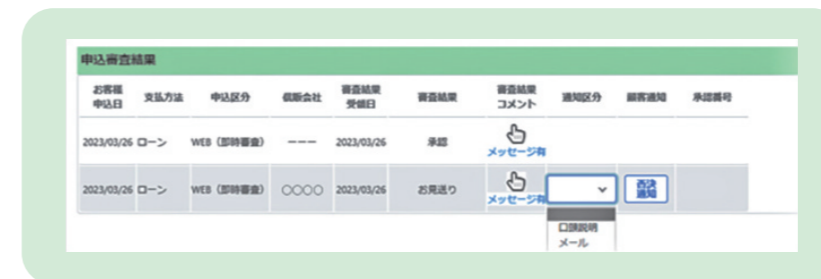 申込審査結果
お客様申込日 支払方法 申込区分 信販会社 審査結果受領日 審査結果 審査結果コメント 通知区分 顧客通知 承認番号
2023/03/26 ローン WEB（即時審査） ーーー 2023/03/26 承認 メッセージ有
2023/03/26 ローン WEB（即時審査） 〇〇〇〇 2023/03/26 お見送り メッセージ有 否決通知
口頭説明
メール